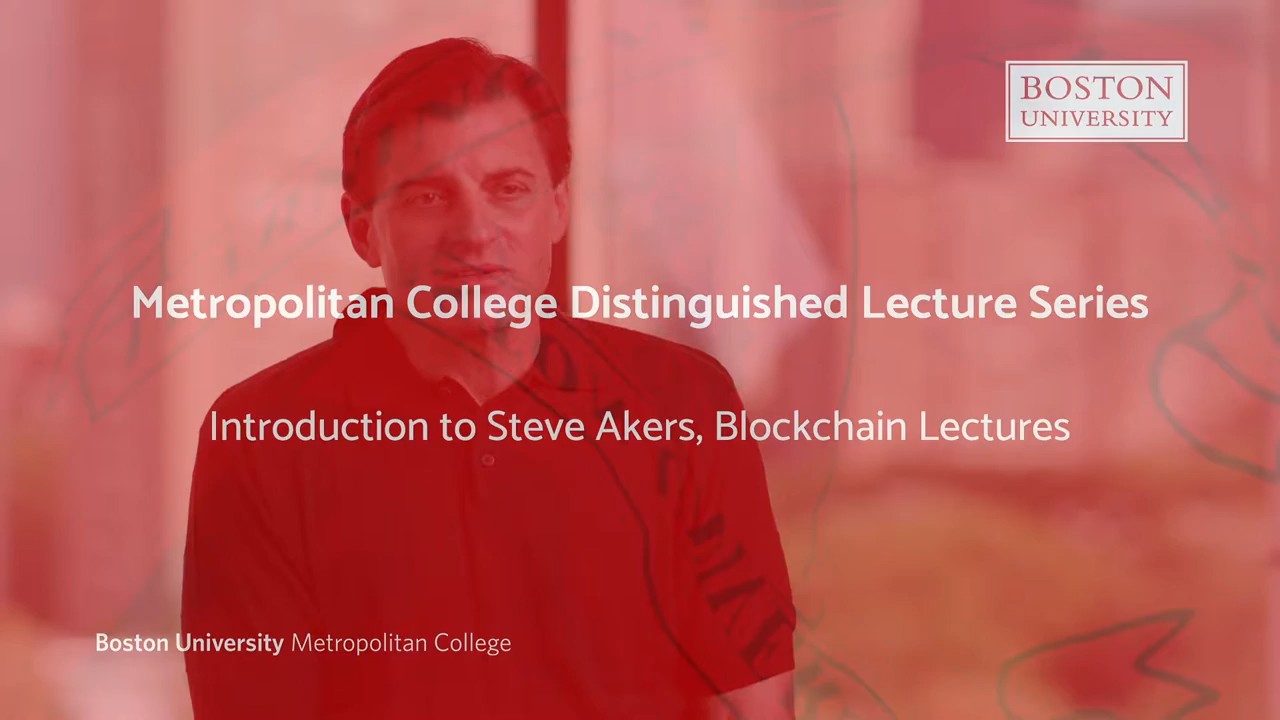 BOSTON
UNIVERSITY
Metropolitan College Distinguished Lecture Series
Introduction to Steve Akers, Blockchain Lectures
Boston University Metropolitan College